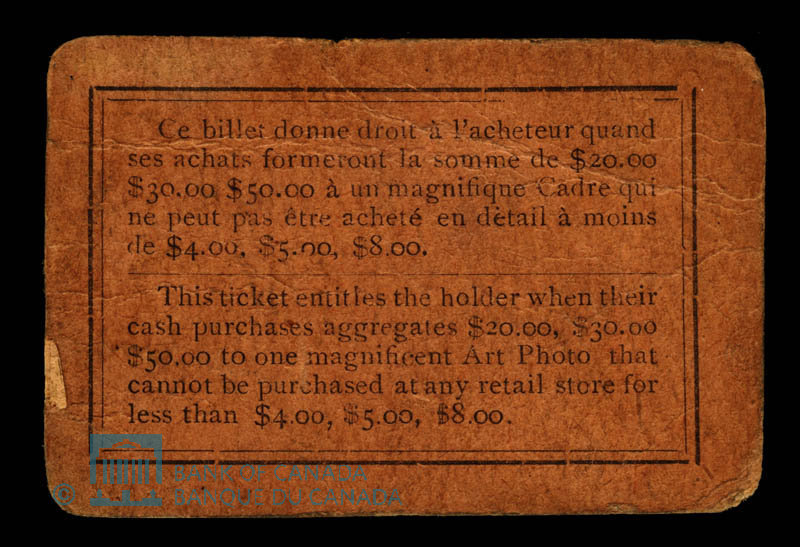 Ce billet donne droit à l'acheteur quand
ses achats formeront la somme de $20.00
$30.00 $50.00 à un magnifique Cadre qui
ne peut pas être acheté en détail à moins
de $4.00, $5.00, $8.00.
This ticket entitles the holder when their
cash purchases aggregates $20.00, $30.00
$50.00 to one magnificent Art Photo that
cannot be purchased at any retail store for
less than $4.00, $5.00, $8.00.
BANK OF CANADA
© BANQUE DU CANADA